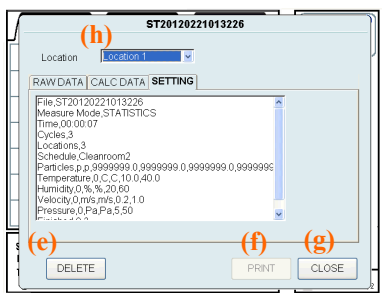 ST20120221013226
(h)
Location Location 1
RAW DATA CALC DATA SETTING
File,ST20120221013226
Measure Mode,STATISTICS
Time,00:00:07
Cycles,3
Locations,3
Schedule,Cleanroom2
Particles,p,p,9999999.0,9999999.0,9999999.0,9999999
Temperature,0,C,C,10.0,40.0
Humidity,0,%,%,20,60
Velocity,0,m/s,m/s,0.2,1.0
Pressure,0,Pa,Pa,5,50
(e) (f) (g)
DELETE PRINT CLOSE